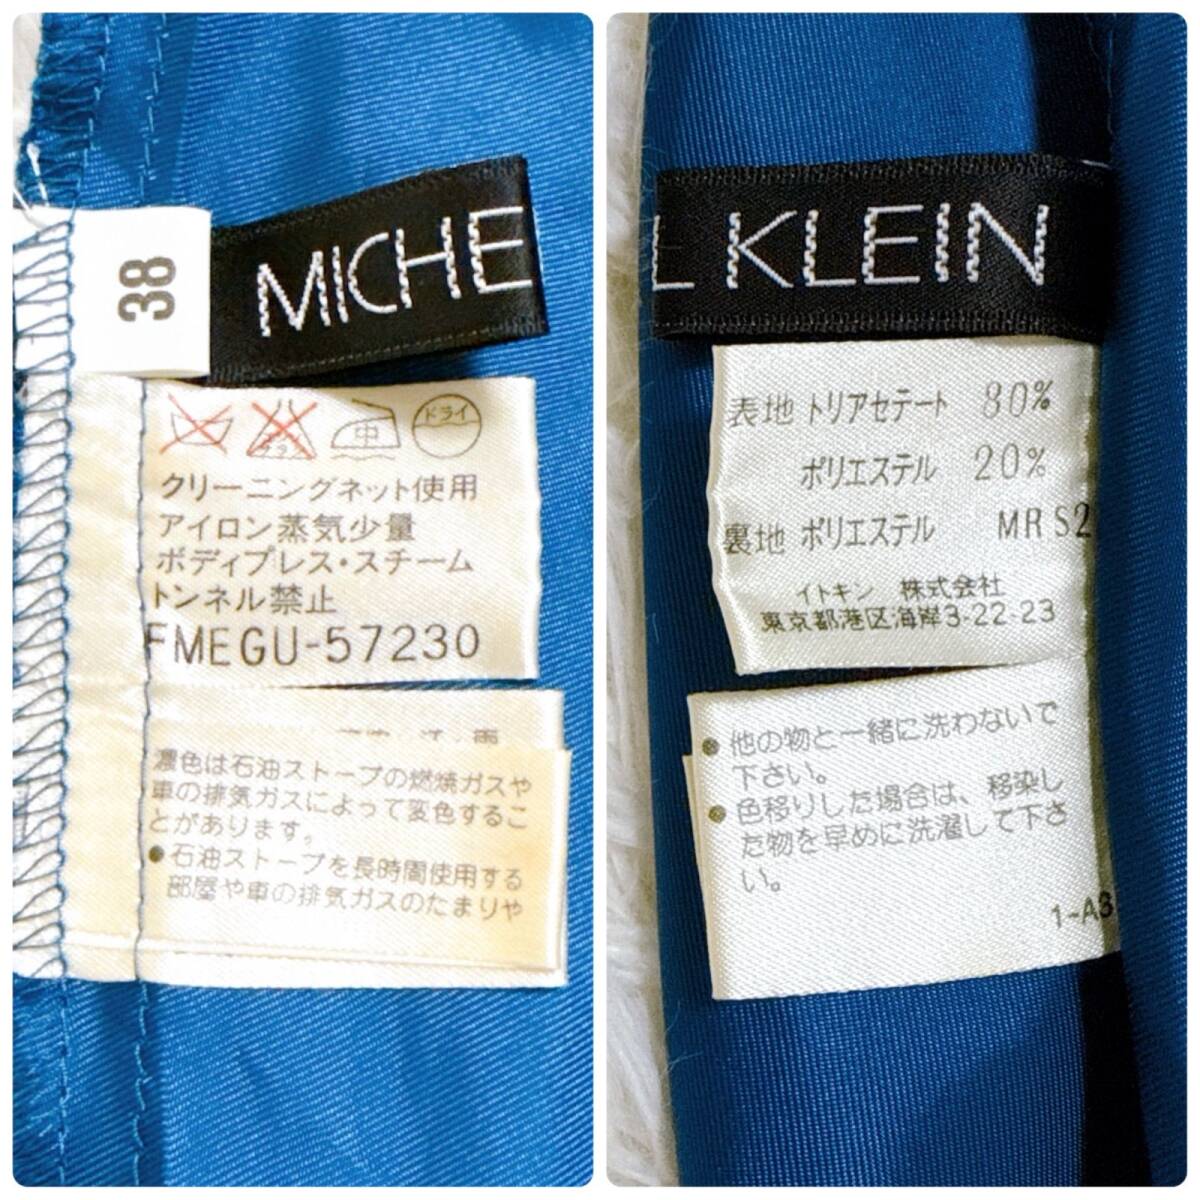 38
MICHE
ドライ
中
クリーニングネット使用
アイロン蒸気少量
ボディプレス・スチーム
トンネル禁止
FMEGU-57230
濃色は石油ストーブの燃焼ガスや
車の排気ガスによって変色するこ
とがあります。
●石油ストーブを長時間使用する
部屋や車の排気ガスのたまりや
L KLEIN
表地 トリアセテート 80%
ポリエステル 20%
裏地 ポリエステル MRS2
イトキン 株式会社
東京都港区海岸3-22-23
●他の物と一緒に洗わないで
下さい。
●色移りした場合は、移染し
た物を早めに洗濯して下さ
い。
1-A3